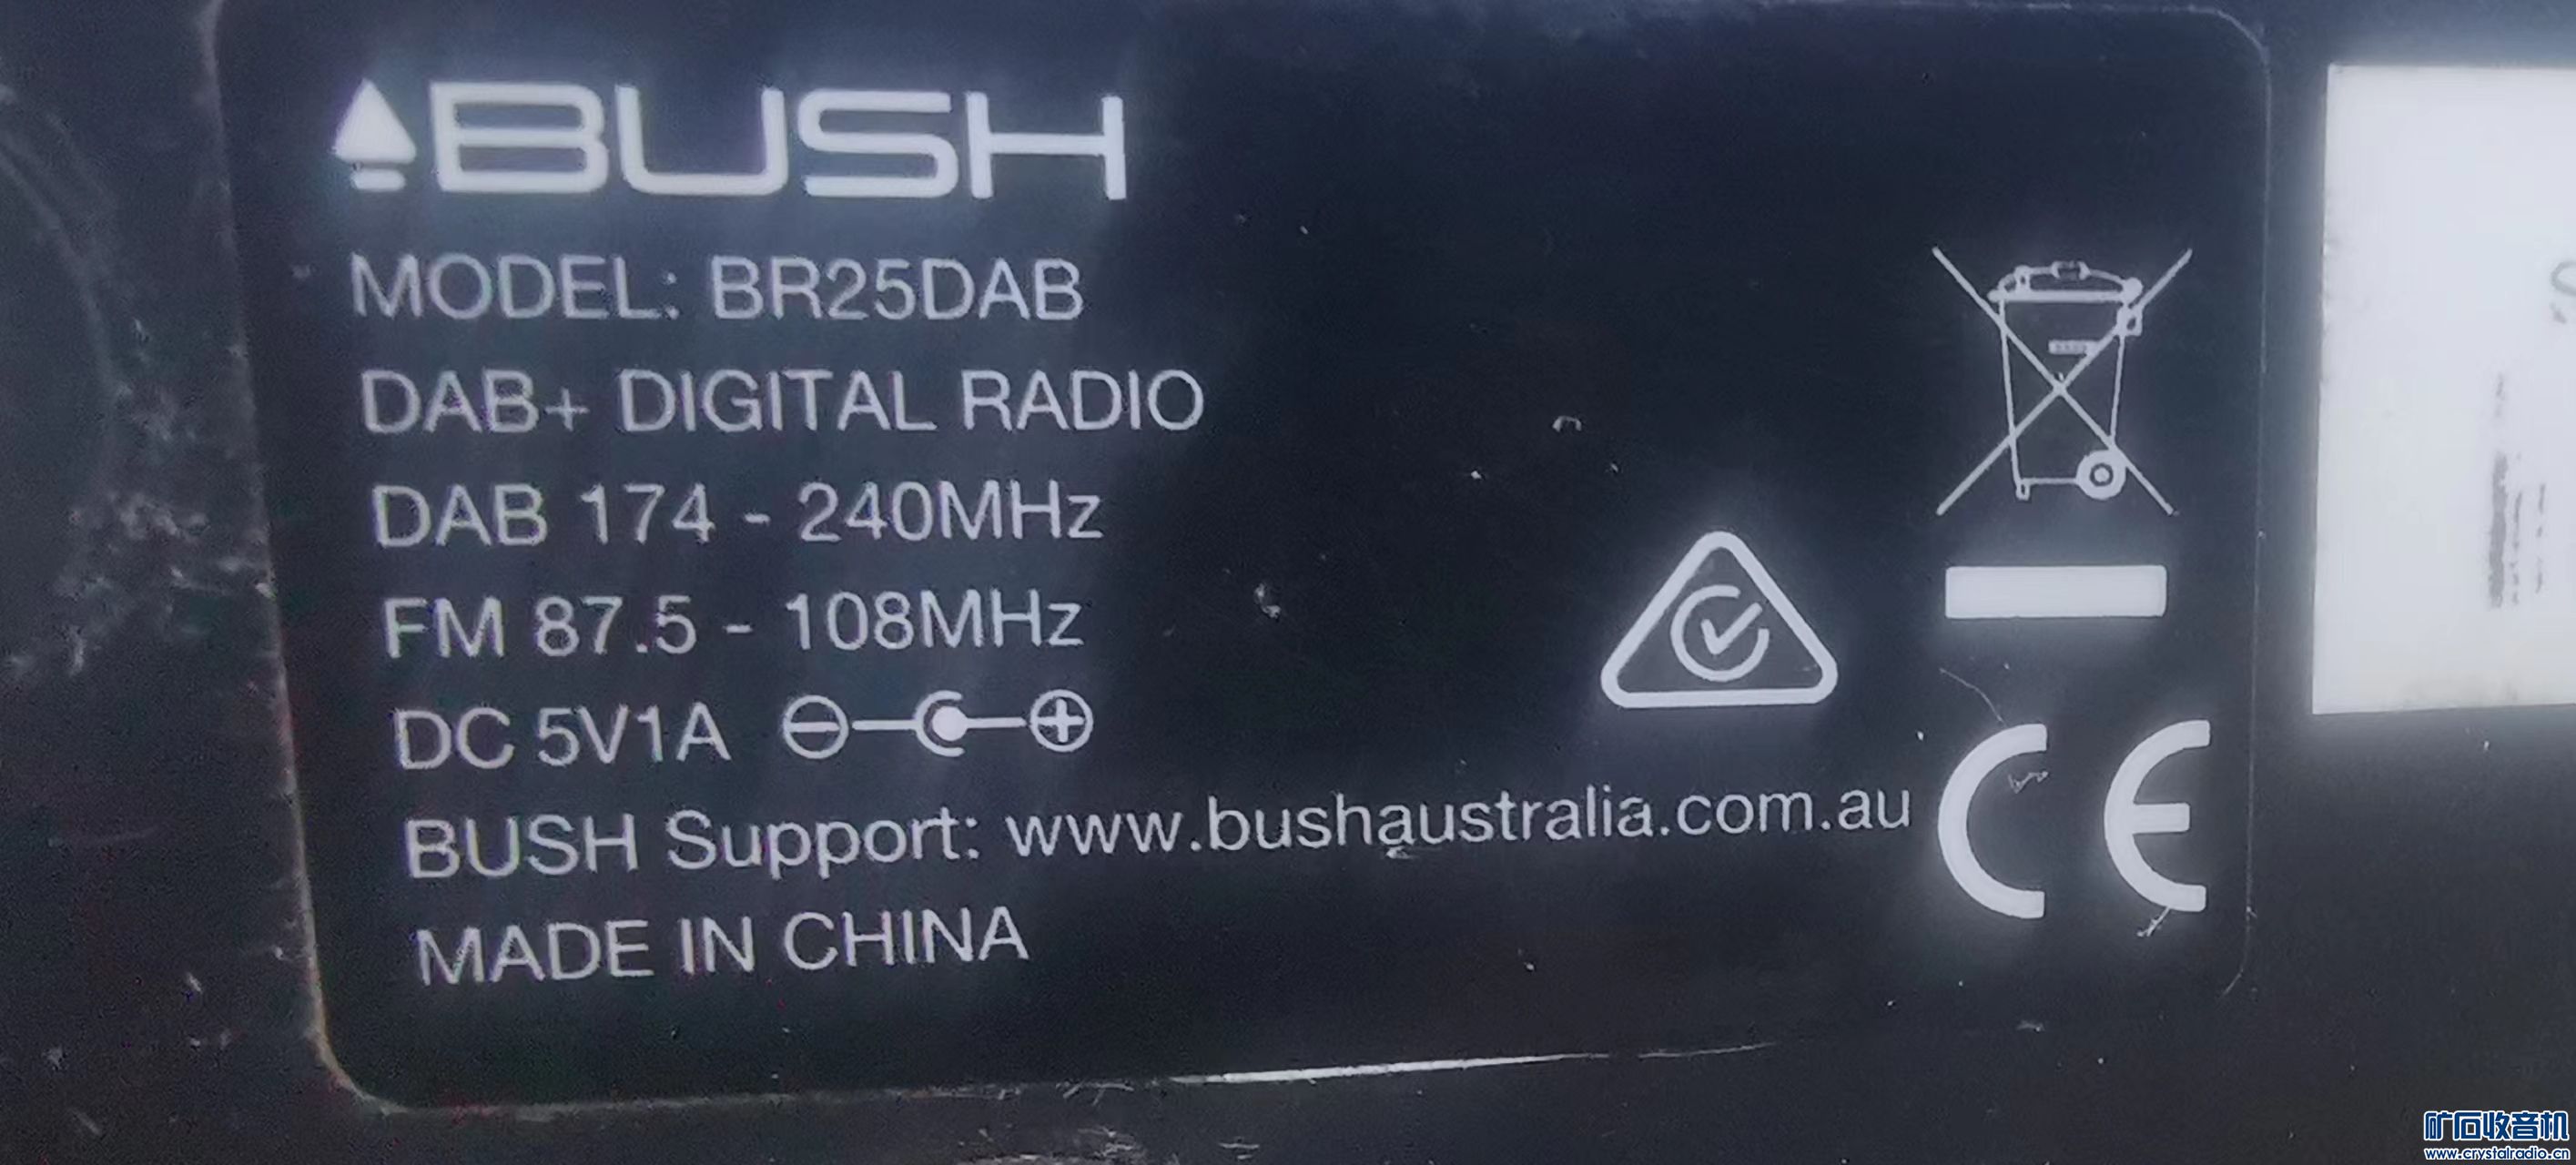 BUSH
MODEL: BR25DAB
DAB+ DIGITAL RADIO
DAB 174 - 240MHz
FM 87.5 - 108MHz
DC 5V1A
BUSH Support: www.bushaustralia.com.au
MADE IN CHINA
CE
S
矿石收音机
www.crystalradio.cn